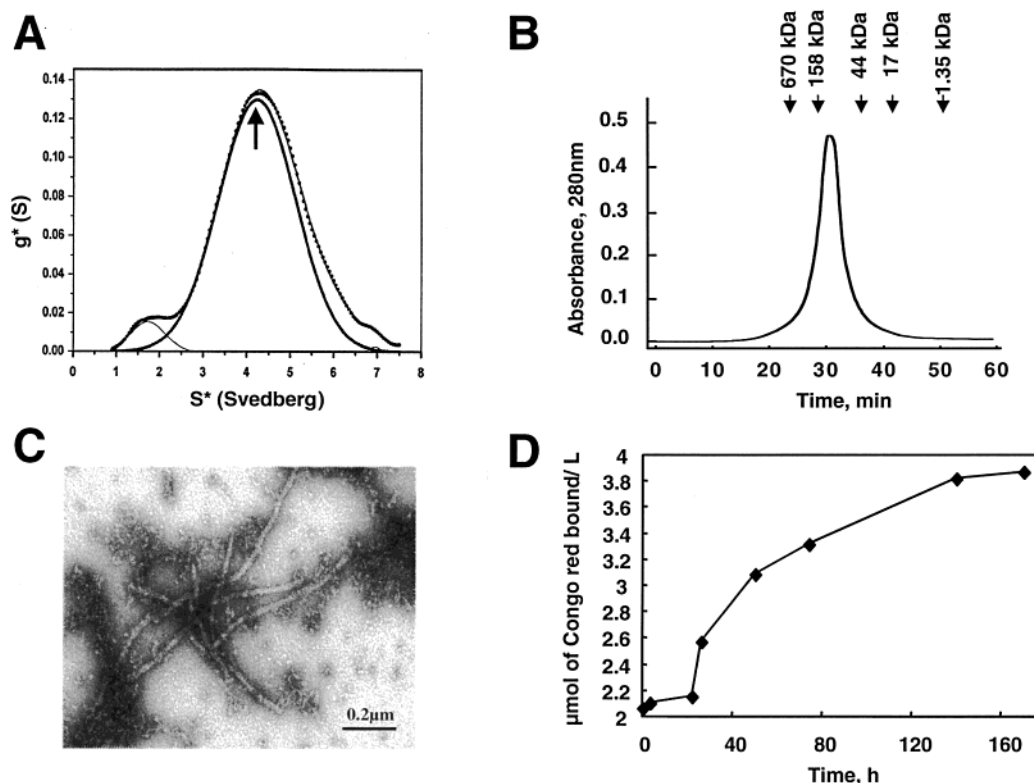 A
0.14
0.12
0.10
0.08
0.06
0.04
0.02
0.00
g* (S)
0 1 2 3 4 5 6 7 8
S* (Svedberg)
B
670 kDa
158 kDa
44 kDa
17 kDa
1.35 kDa
0.5
0.4
0.3
0.2
0.1
0.0
Absorbance, 280nm
0 10 20 30 40 50 60
Time, min
C
0.2μm
D
4
3.8
3.6
3.4
3.2
3
2.8
2.6
2.4
2.2
2
μmol of Congo red bound/ L
0 40 80 120 160
Time, h